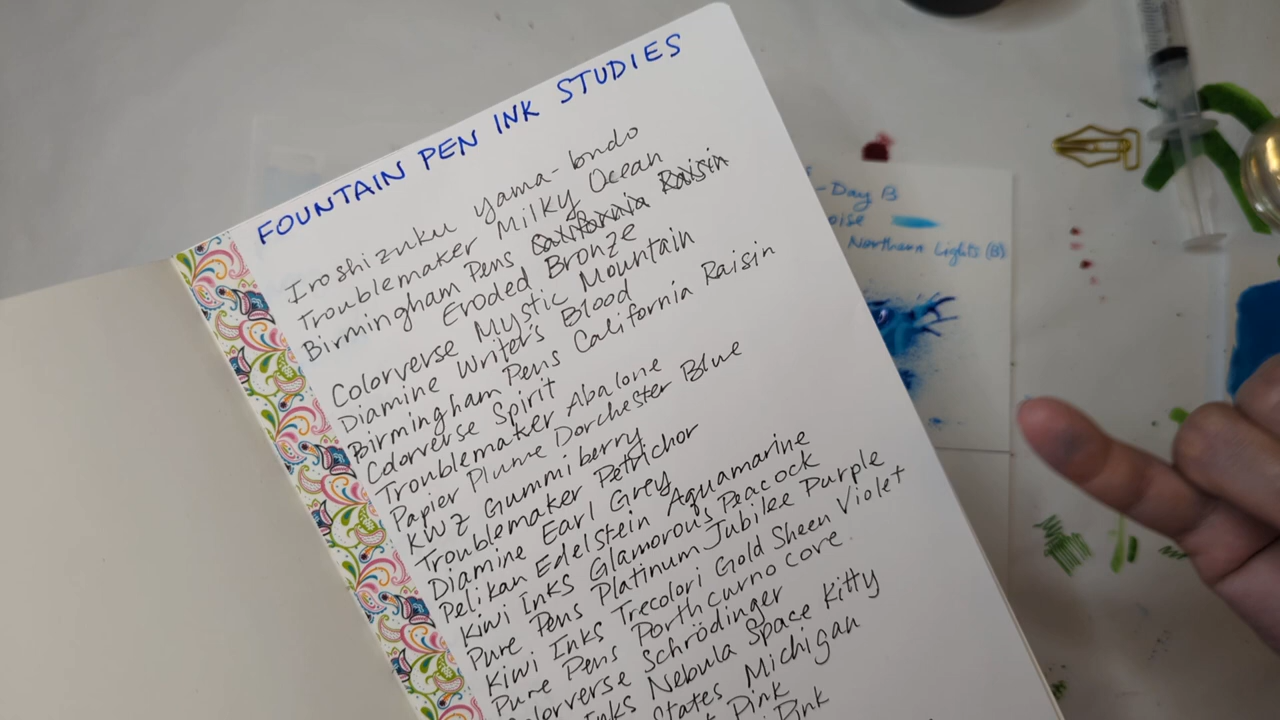 FOUNTAIN PEN INK STUDIES
Iroshizuku yama-budo
Troublemaker Milky Ocean
Birmingham Pens California Raisin
Eroded Bronze
Colorverse Mystic Mountain
Diamine Writer's Blood
Birmingham Pens California Raisin
Colorverse Spirit
Troublemaker Abalone
Papier Plume Dorchester Blue
KWZ Gummiberry
Troublemaker Petrichor
Diamine Earl Grey
Pelikan Edelstein Aquamarine
Kiwi Inks Glamorous Peacock
Pure Pens Platinum Jubilee Purple
Kiwi Inks Trecolori Gold Sheen Violet
Pure Pens Porthcurno Core
Colorverse Schrödinger
Inks Nebula Space Kitty
States Michigan
Pink
Pink
-Day B
Northern Lights (B)